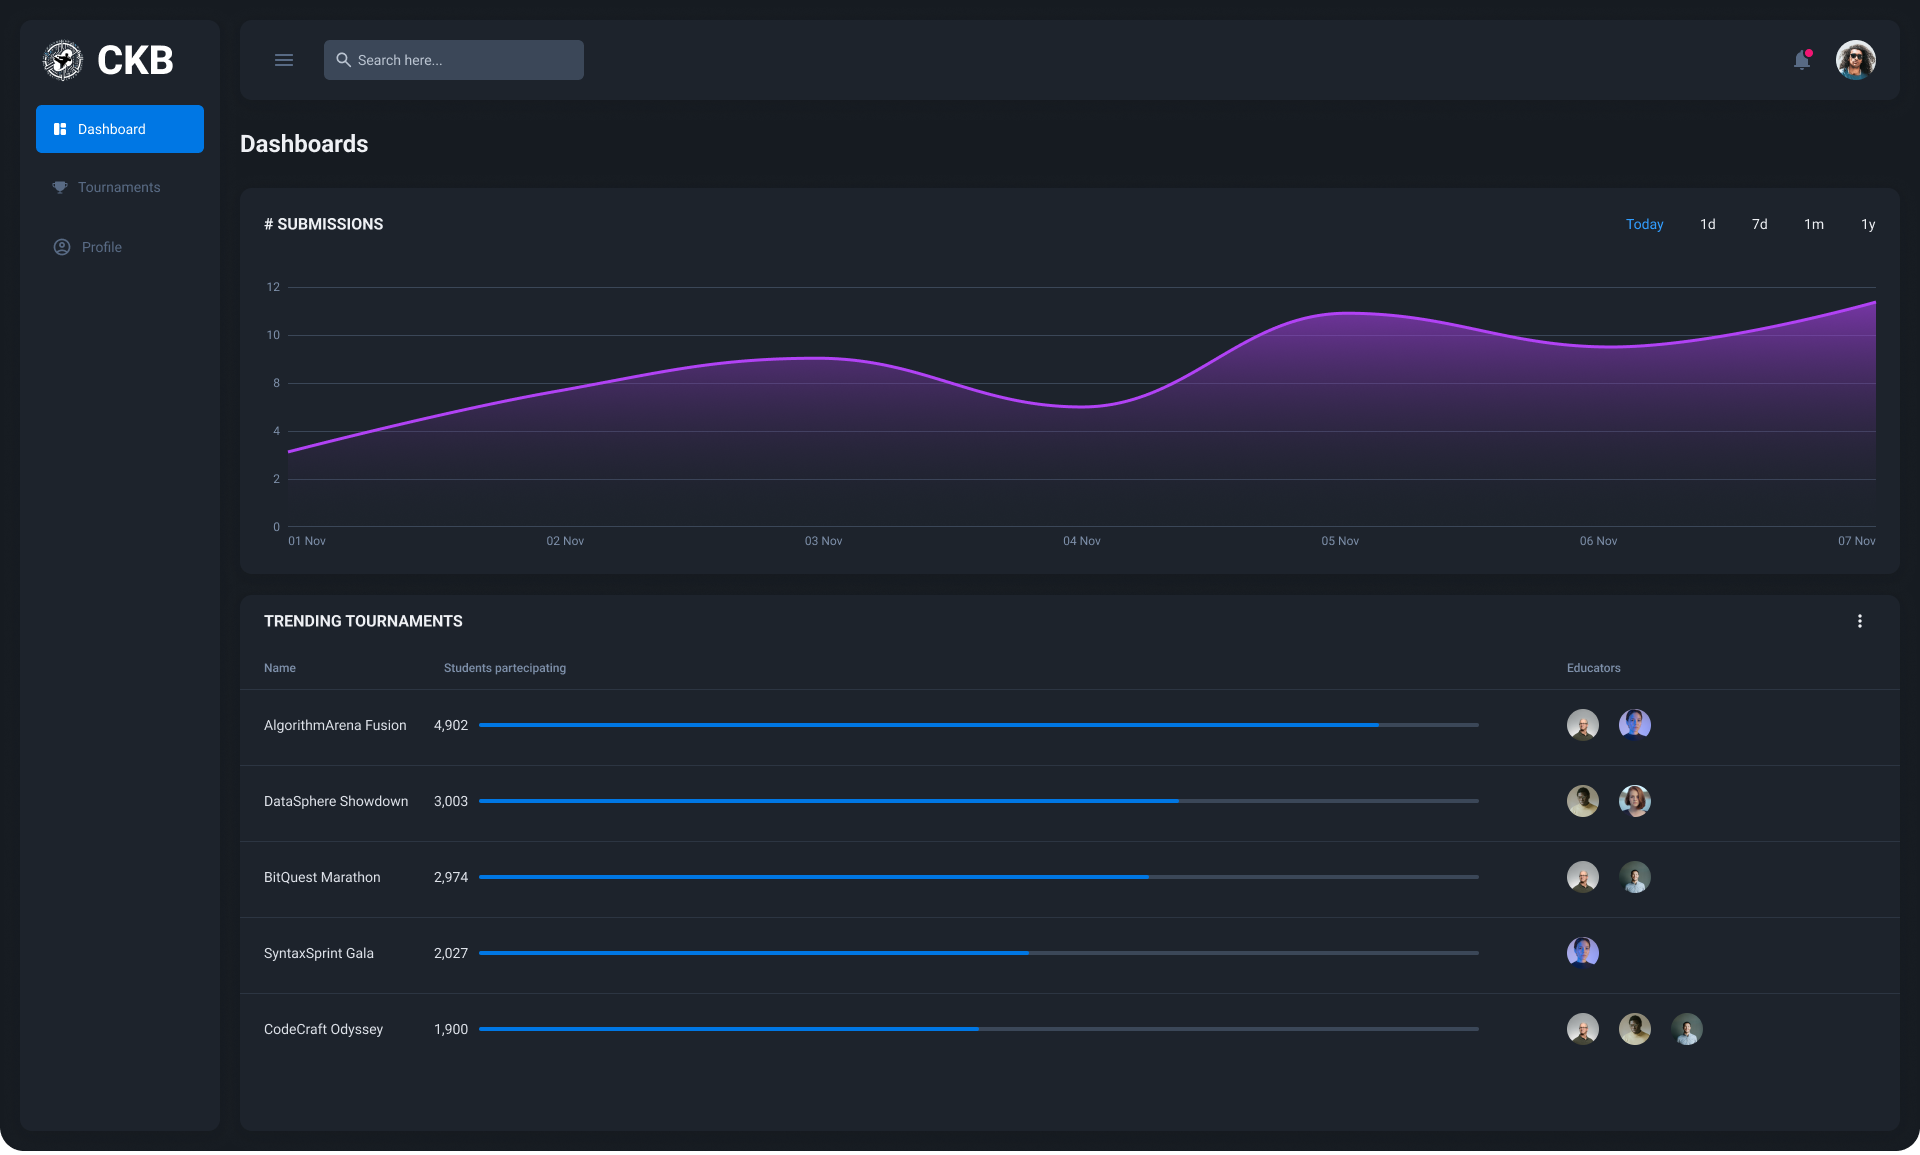 CKB
Search here...
Dashboard
Tournaments
Profile
Dashboards
# SUBMISSIONS
Today 1d 7d 1m 1y
12
10
8
4
2
0
01 Nov 02 Nov 03 Nov 04 Nov 05 Nov 06 Nov 07 Nov
TRENDING TOURNAMENTS
Name Students partecipating Educators
AlgorithmArena Fusion 4,902
DataSphere Showdown 3,003
BitQuest Marathon 2,974
SyntaxSprint Gala 2,027
CodeCraft Odyssey 1,900